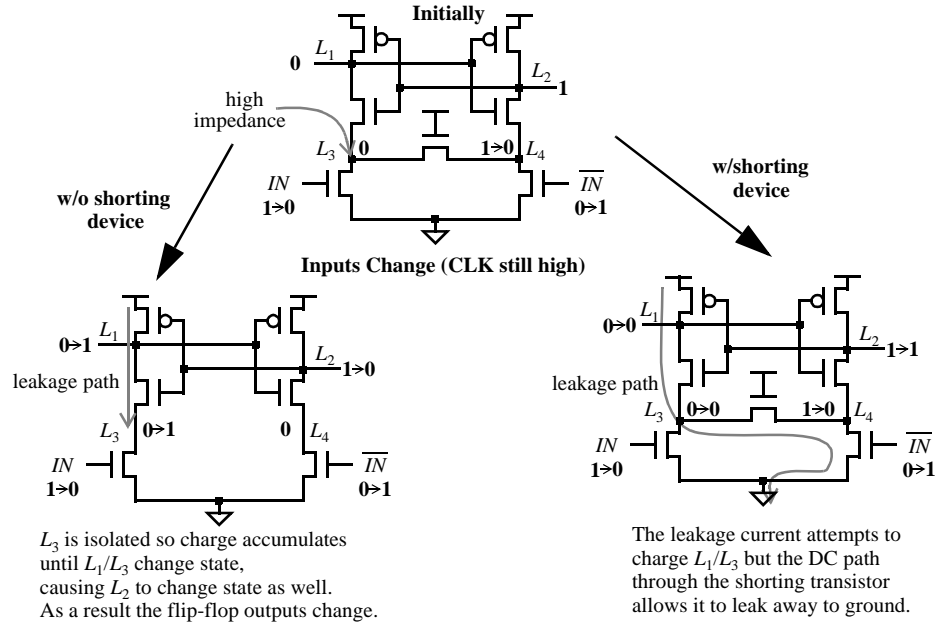 Initially
L1
0
L2
1
high
impedance
L3
0
1→0
L4
IN
1→0
IN
0→1
w/o shorting
device
w/shorting
device
Inputs Change (CLK still high)
L1
0→1
L2
1→0
leakage path
L3
0→1
0
L4
IN
1→0
IN
0→1
L3 is isolated so charge accumulates
until L1/L3 change state,
causing L2 to change state as well.
As a result the flip-flop outputs change.
L1
0→0
L2
1→1
leakage path
0→0
1→0
L3
L4
IN
1→0
IN
0→1
The leakage current attempts to
charge L1/L3 but the DC path
through the shorting transistor
allows it to leak away to ground.